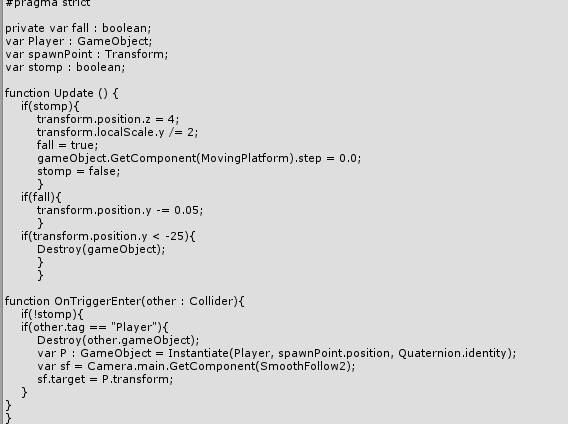 #pragma strict
private var fall : boolean;
var Player : GameObject;
var spawnPoint : Transform;
var stomp : boolean;
function Update () {
if(stomp){
transform.position.z = 4;
transform.localScale.y /= 2;
fall = true;
gameObject.GetComponent(MovingPlatform).step = 0.0;
stomp = false;
}
if(fall){
transform.position.y -= 0.05;
}
if(transform.position.y < -25){
Destroy(gameObject);
}
}
function OnTriggerEnter(other : Collider){
if(!stomp){
if(other.tag == "Player"){
Destroy(other.gameObject);
var P : GameObject = Instantiate(Player, spawnPoint.position, Quaternion.identity);
var sf = Camera.main.GetComponent(SmoothFollow2);
sf.target = P.transform;
}
}
}